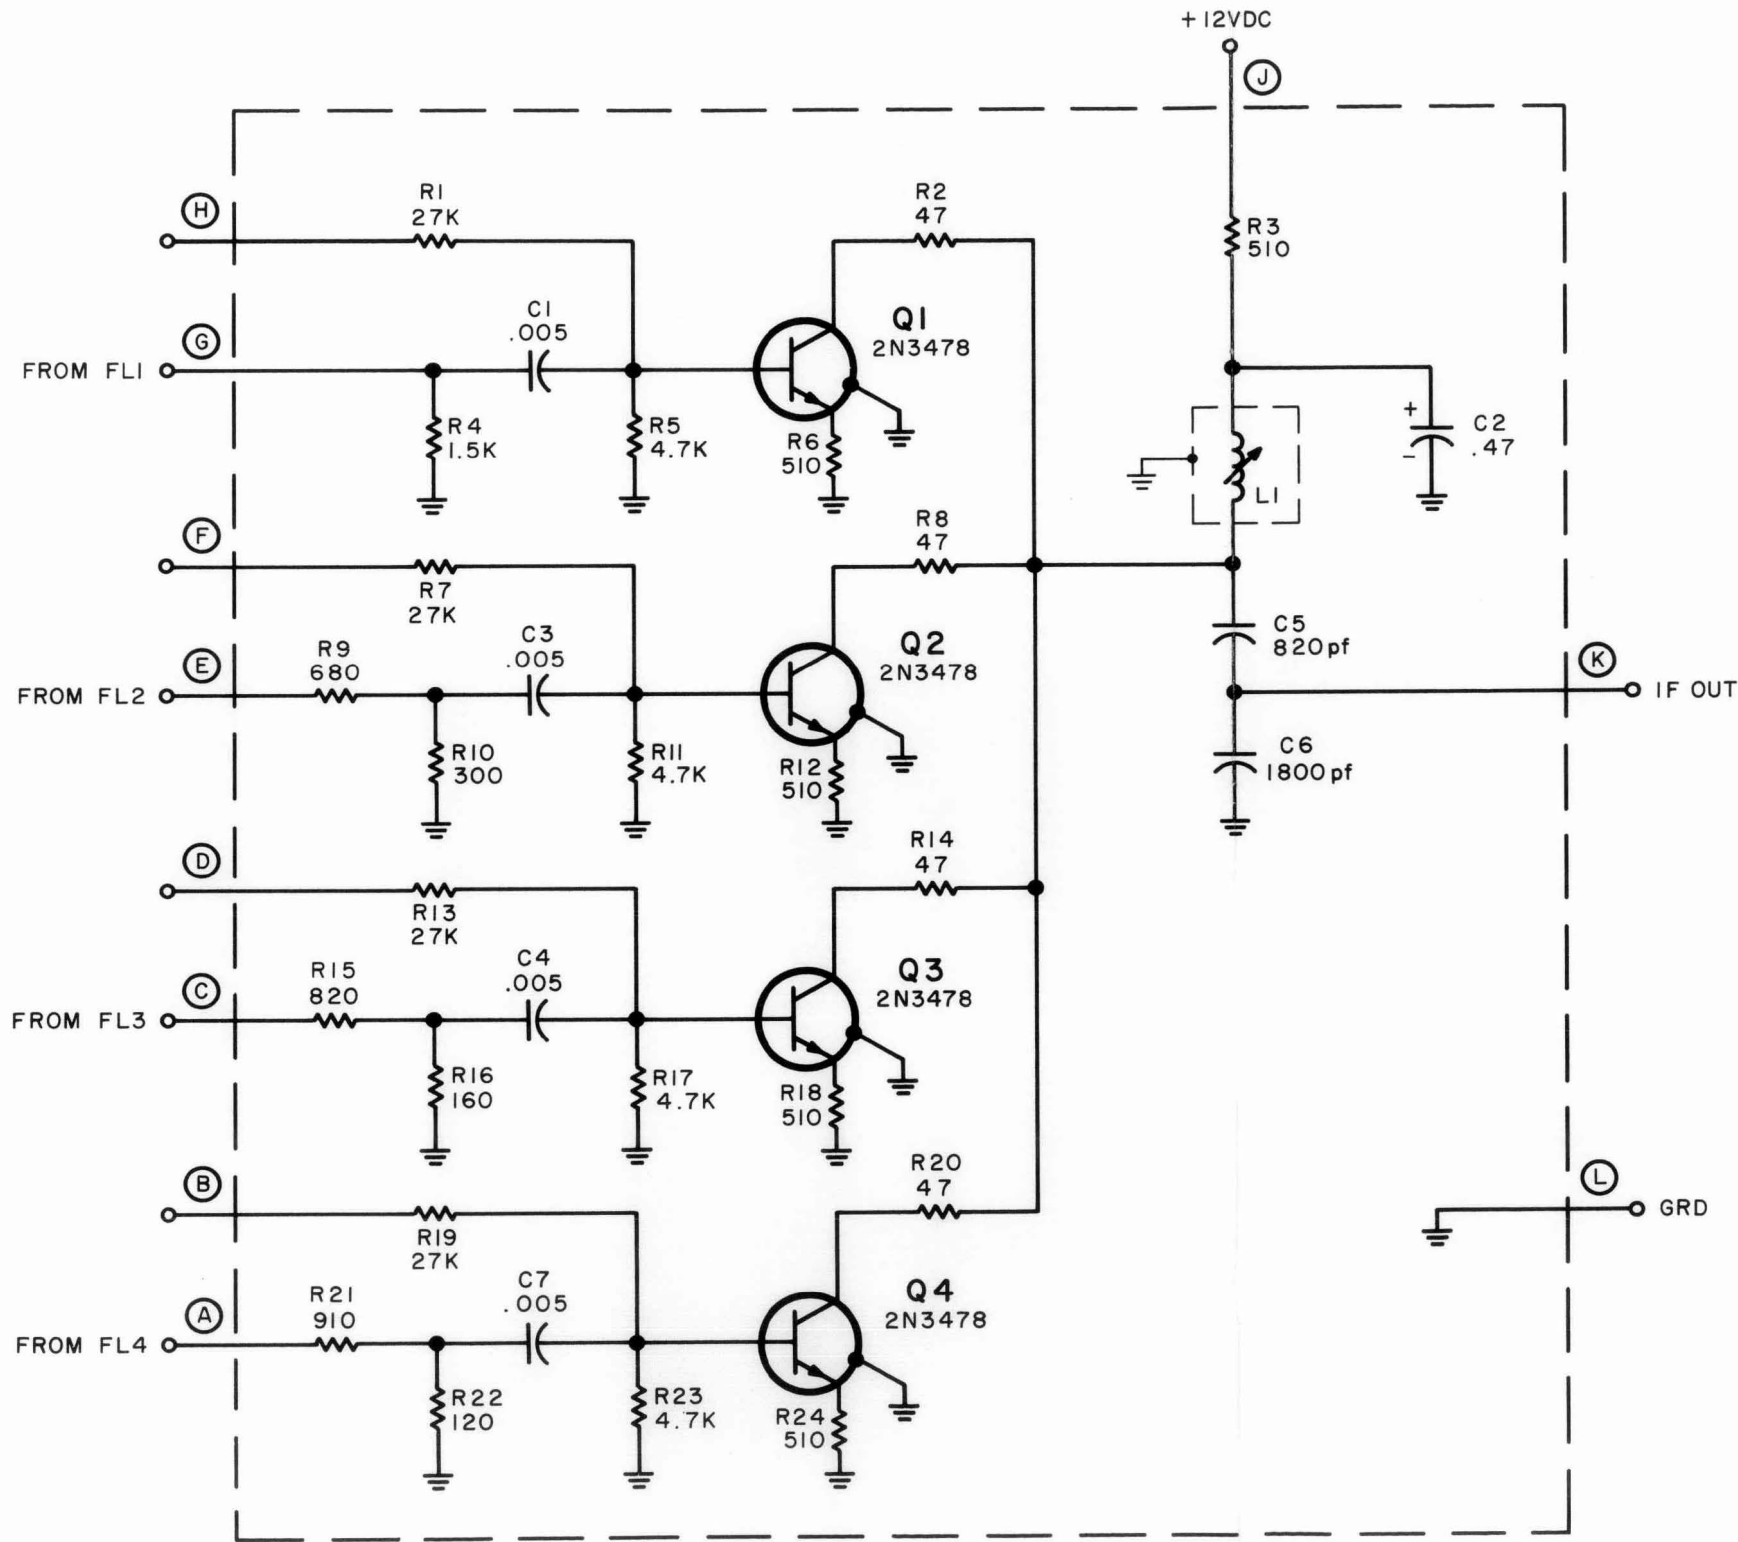 +12VDC
J
H
R1
27K
R2
47
R3
510
G
FROM FL1
C1
.005
Q1
2N3478
R4
1.5K
R5
4.7K
R6
510
+
-
C2
.47
L1
F
R7
27K
R8
47
E
FROM FL2
R9
680
C3
.005
Q2
2N3478
C5
820pf
K
IF OUT
R10
300
R11
4.7K
R12
510
C6
1800pf
D
R13
27K
R14
47
C
FROM FL3
R15
820
C4
.005
Q3
2N3478
R16
160
R17
4.7K
R18
510
B
R19
27K
R20
47
L
GRD
A
FROM FL4
R21
910
C7
.005
Q4
2N3478
R22
120
R23
4.7K
R24
510